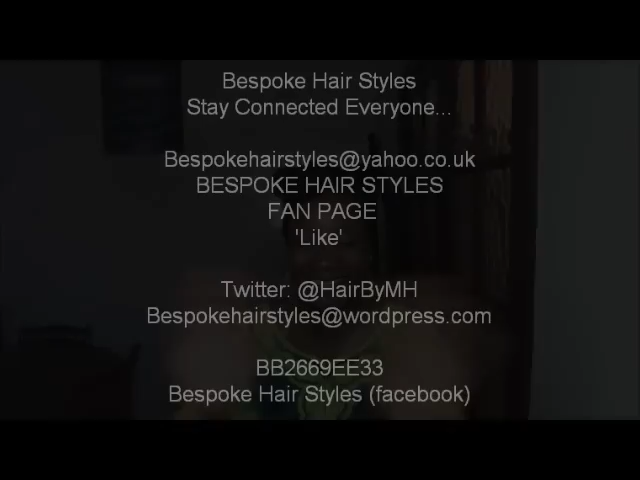 Bespoke Hair Styles
Stay Connected Everyone...
Bespokehairstyles@yahoo.co.uk
BESPOKE HAIR STYLES
FAN PAGE
'Like'
Twitter: @HairByMH
Bespokehairstyles@wordpress.com
BB2669EE33
Bespoke Hair Styles (facebook)